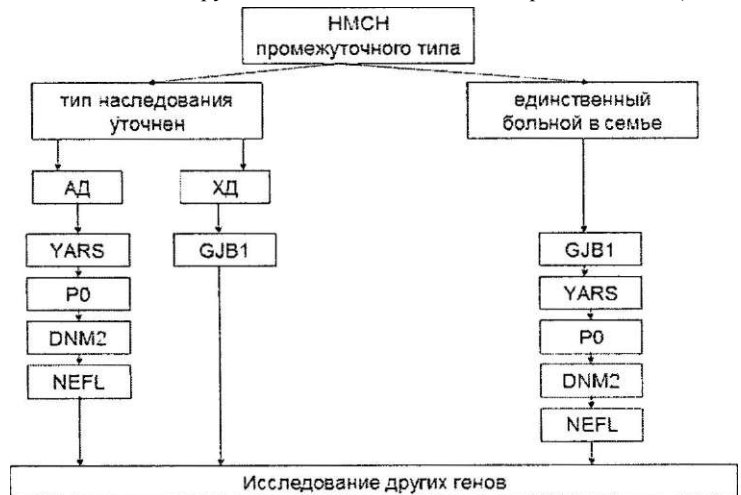 НМСН
промежуточного типа
тип наследования
уточнен
единственный
больной в семье
АД
ХД
YARS
P0
DNM2
NEFL
GJB1
GJB1
YARS
P0
DNM2
NEFL
Исследование других генов